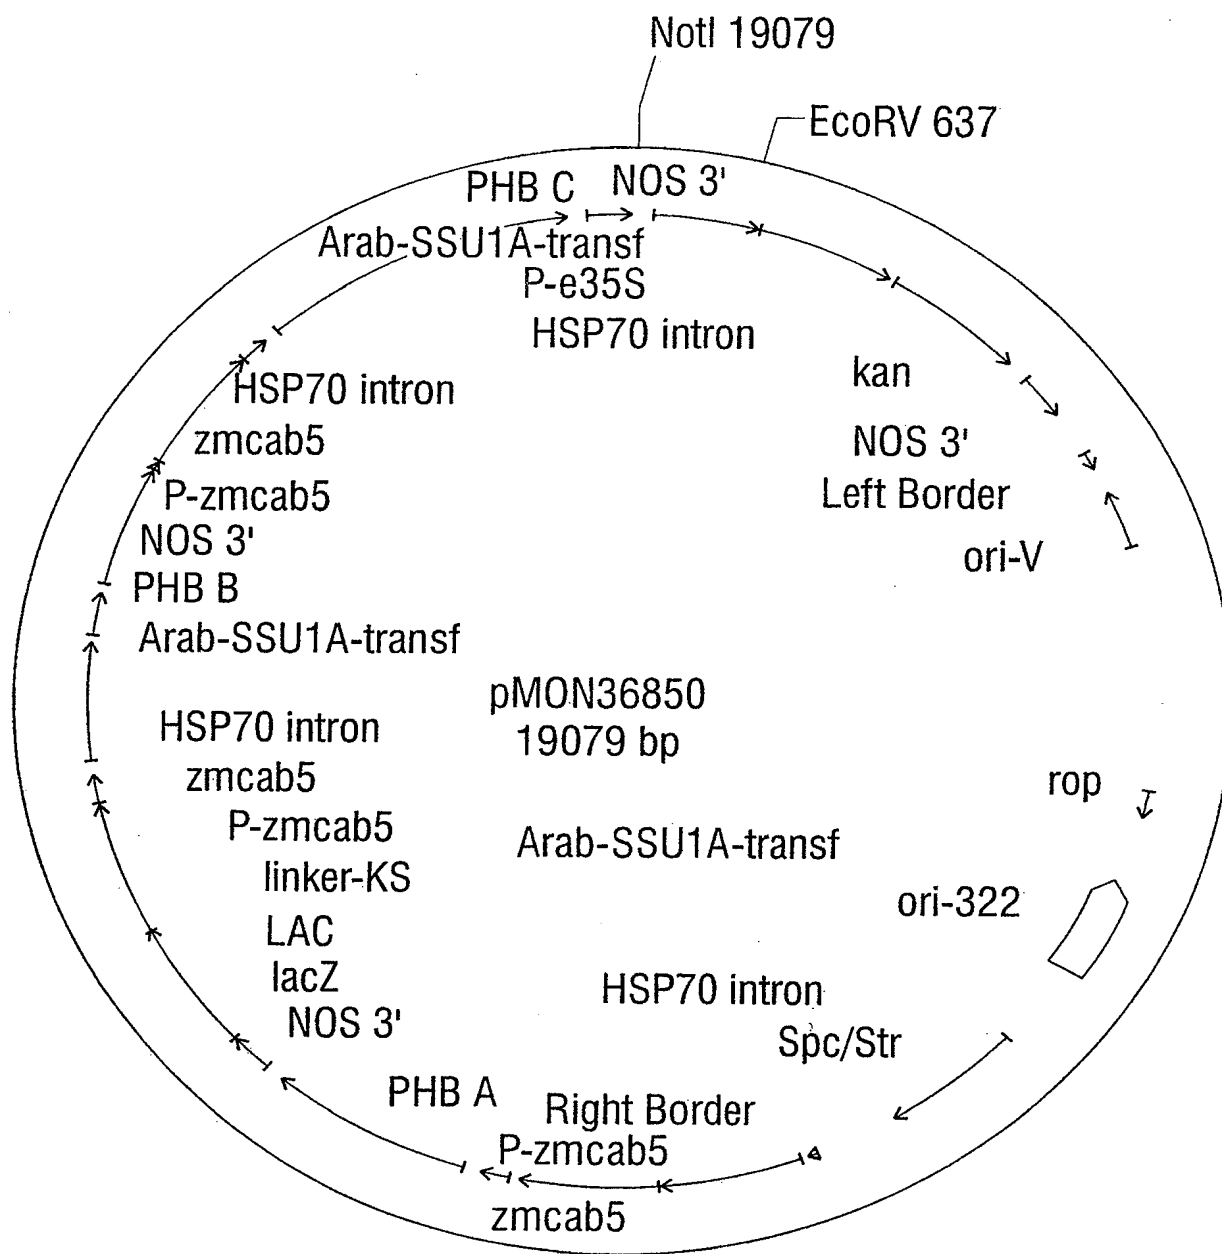 NotI 19079
EcoRV 637
PHB C
NOS 3'
Arab-SSU1A-transf
P-e35S
HSP70 intron
kan
HSP70 intron
zmcab5
NOS 3'
P-zmcab5
Left Border
NOS 3'
ori-V
PHB B
Arab-SSU1A-transf
pMON36850
19079 bp
HSP70 intron
zmcab5
rop
P-zmcab5
Arab-SSU1A-transf
linker-KS
ori-322
LAC
lacZ
HSP70 intron
NOS 3'
Spc/Str
PHB A
Right Border
P-zmcab5
zmcab5